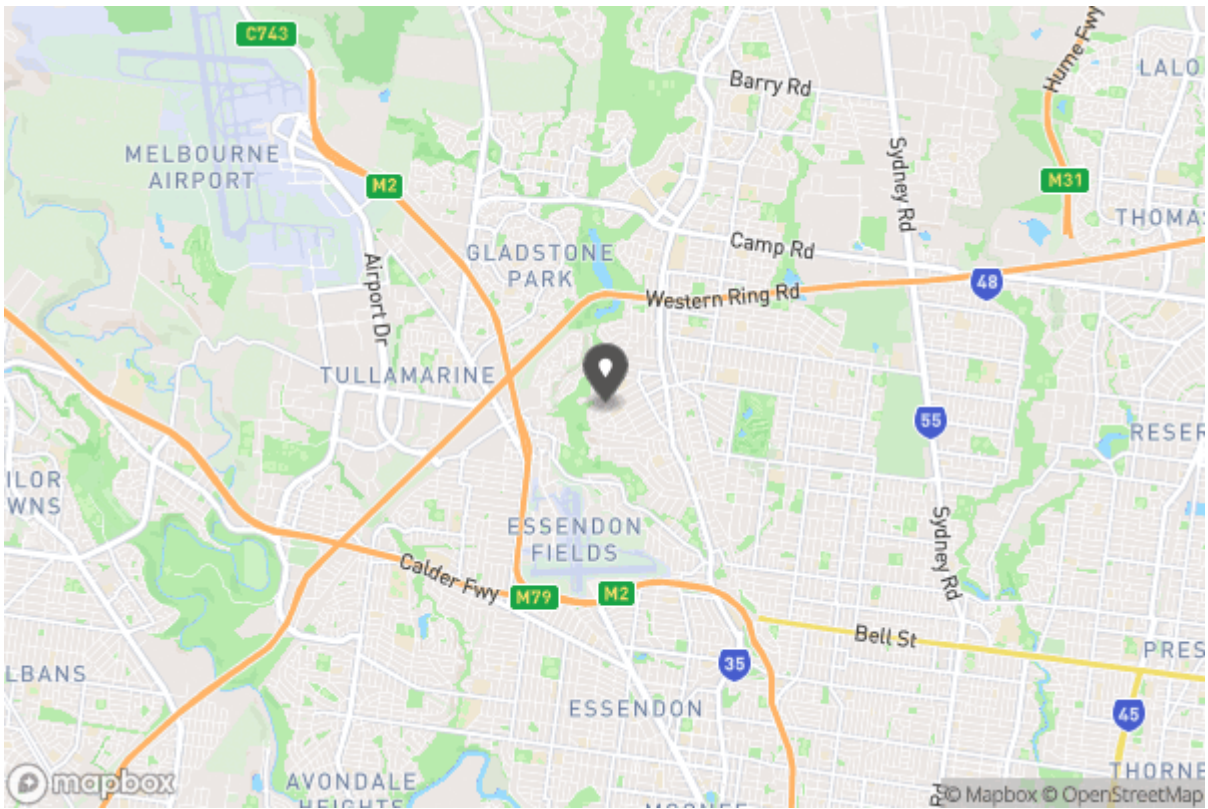 C743
Hume Fwy
LALO
Barry Rd
MELBOURNE
AIRPORT
M2
Sydney Rd
M31
THOMAS
GLADSTONE
PARK
Camp Rd
48
Airport Dr
Western Ring Rd
TULLAMARINE
55
RESER
ILOR
WNS
ESSENDON
FIELDS
Sydney Rd
Calder Fwy
M79
M2
Bell St
35
PRES
LBANS
ESSENDON
45
AVONDALE
HEIGHTS
THORNE
MOONEE
Rd
mapbox
© Mapbox © OpenStreetMap